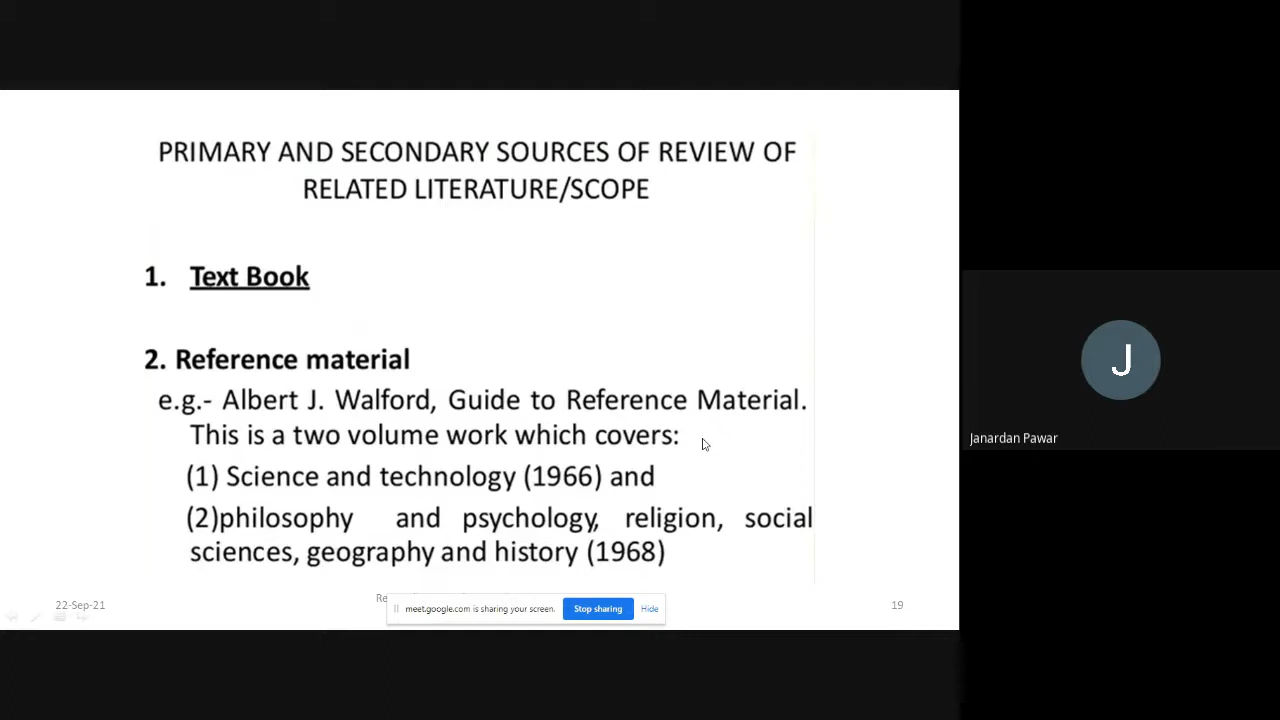 PRIMARY AND SECONDARY SOURCES OF REVIEW OF
RELATED LITERATURE/SCOPE
1. Text Book
2. Reference material
e.g.- Albert J. Walford, Guide to Reference Material.
This is a two volume work which covers:
(1) Science and technology (1966) and
(2)philosophy and psychology, religion, social
sciences, geography and history (1968)
22-Sep-21
meet.google.com is sharing your screen.
Stop sharing
Hide
19
J
Janardan Pawar